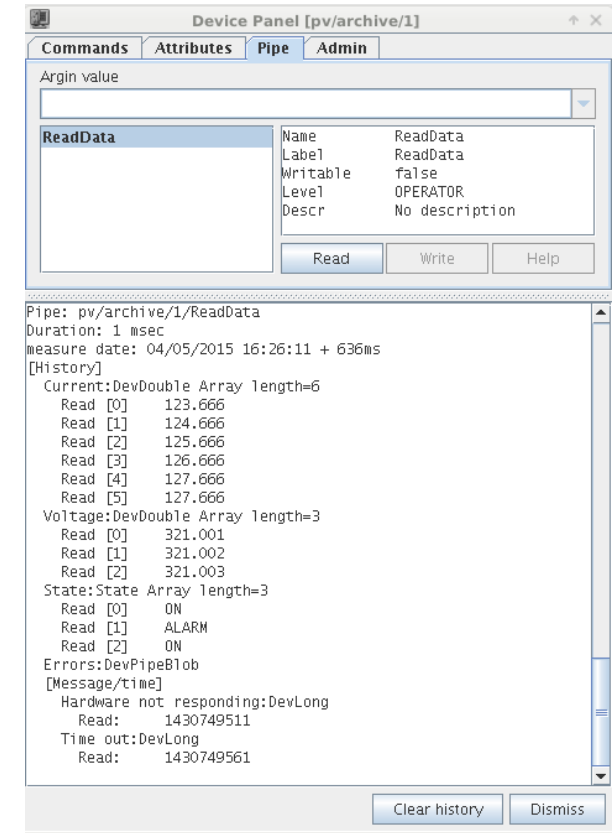 Device Panel [pv/archive/1]
Commands Attributes Pipe Admin
Argin value
ReadData
Name ReadData
Label ReadData
Writable false
Level OPERATOR
Descr No description
Read Write Help
Pipe: pv/archive/1/ReadData
Duration: 1 msec
measure date: 04/05/2015 16:26:11 + 636ms
[History]
Current:DevDouble Array length=6
Read [0] 123.666
Read [1] 124.666
Read [2] 125.666
Read [3] 126.666
Read [4] 127.666
Read [5] 127.666
Voltage:DevDouble Array length=3
Read [0] 321.001
Read [1] 321.002
Read [2] 321.003
State:State Array length=3
Read [0] ON
Read [1] ALARM
Read [2] ON
Errors:DevPipeBlob
[Message/time]
Hardware not responding:DevLong
Read: 1430749511
Time out:DevLong
Read: 1430749561
Clear history Dismiss